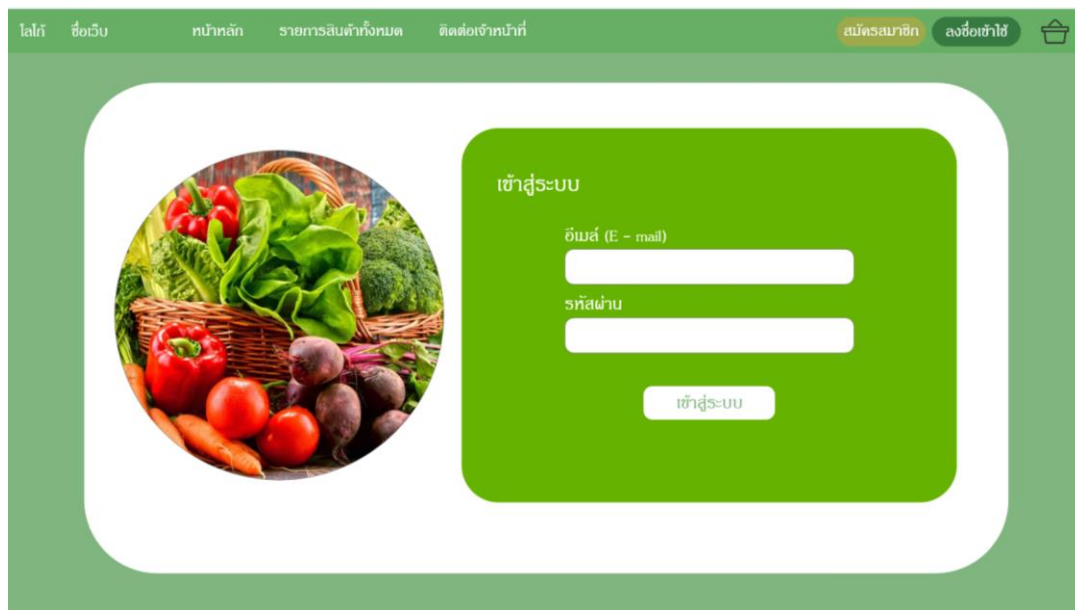 โลโก้ ชื่อเว็บ หน้าหลัก รายการสินค้าทั้งหมด ติดต่อเจ้าหน้าที่ สมัครสมาชิก ลงชื่อเข้าใช้
เข้าสู่ระบบ
อีเมล์ (E - mail)
รหัสผ่าน
เข้าสู่ระบบ